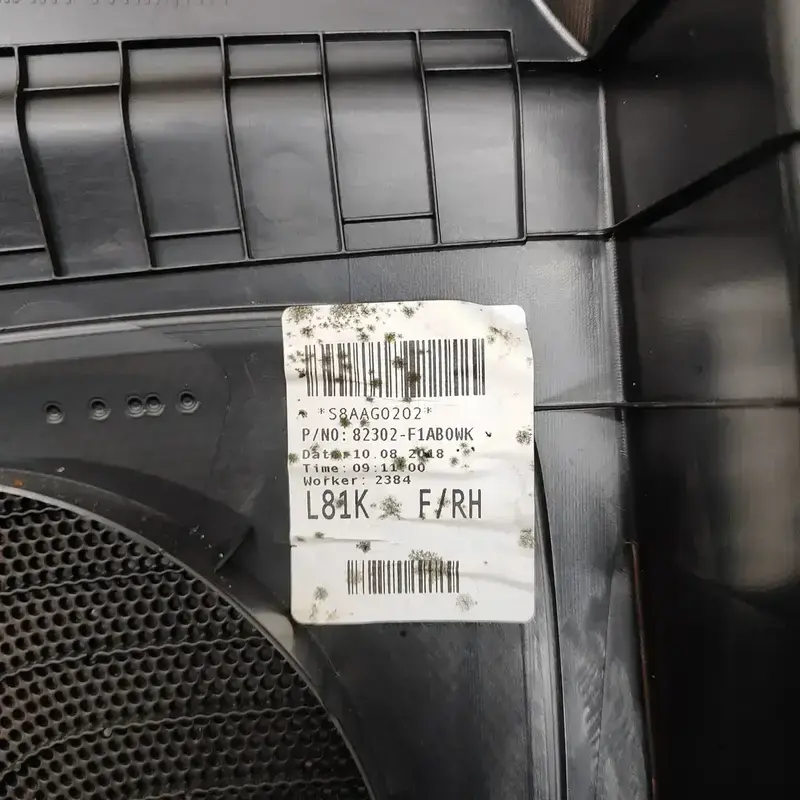 *S8AAG0202*
P/NO: 82302-F1AB0WK
Date: 10.08.2018
Time: 09:11:00
Worker: 2384
L81K F/RH